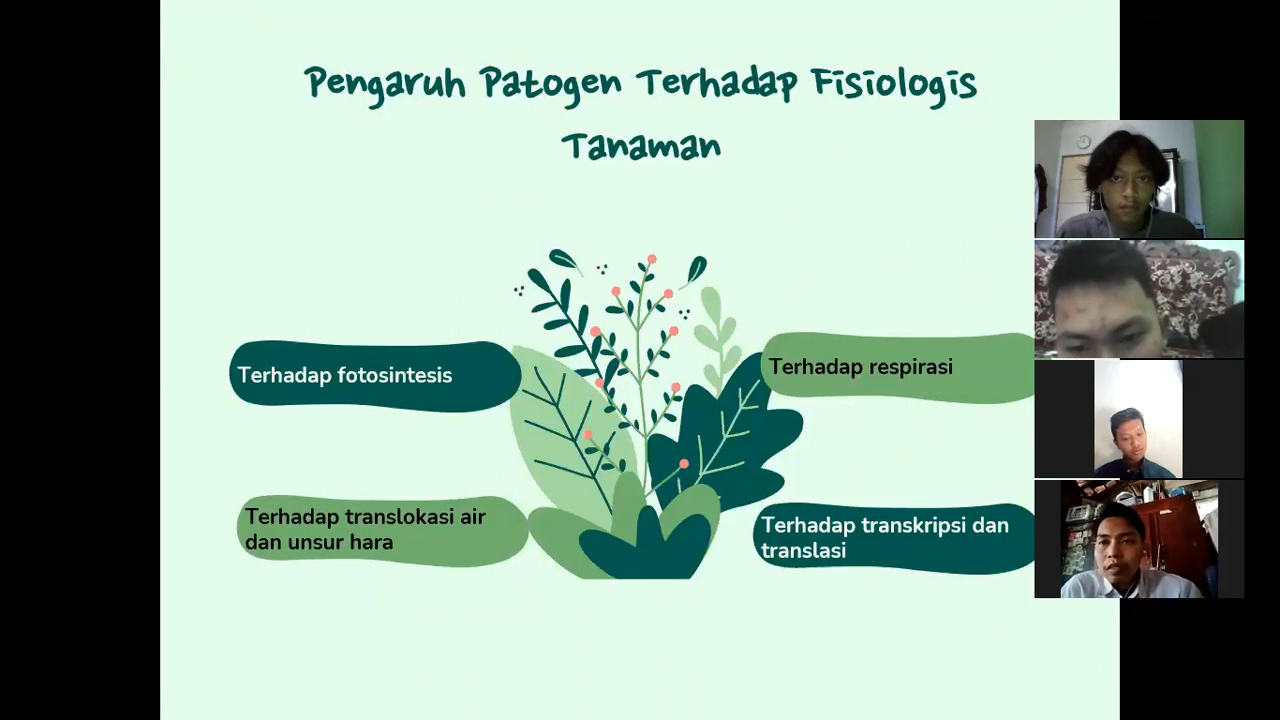 Pengaruh Patogen Terhadap Fisiologis
Tanaman
Terhadap fotosintesis
Terhadap respirasi
Terhadap translokasi air
dan unsur hara
Terhadap transkripsi dan
translasi